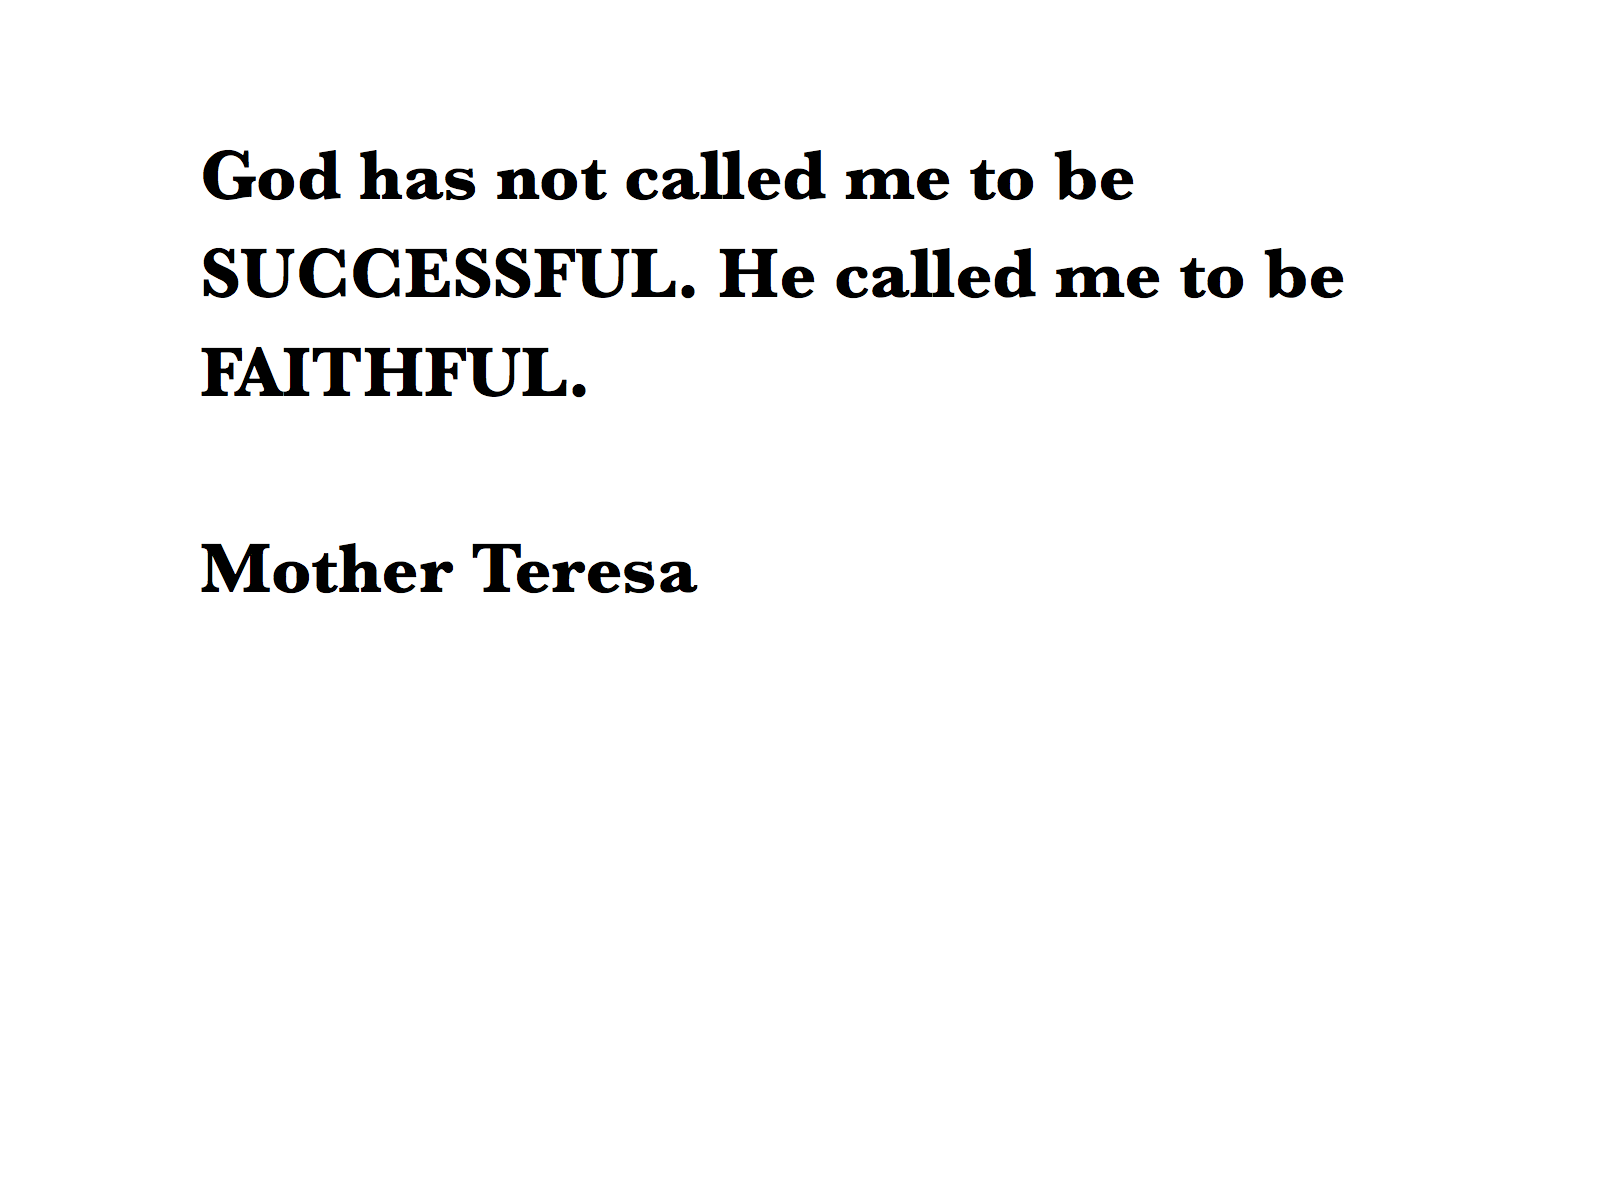 God has not called me to be
SUCCESSFUL. He called me to be
FAITHFUL.
Mother Teresa